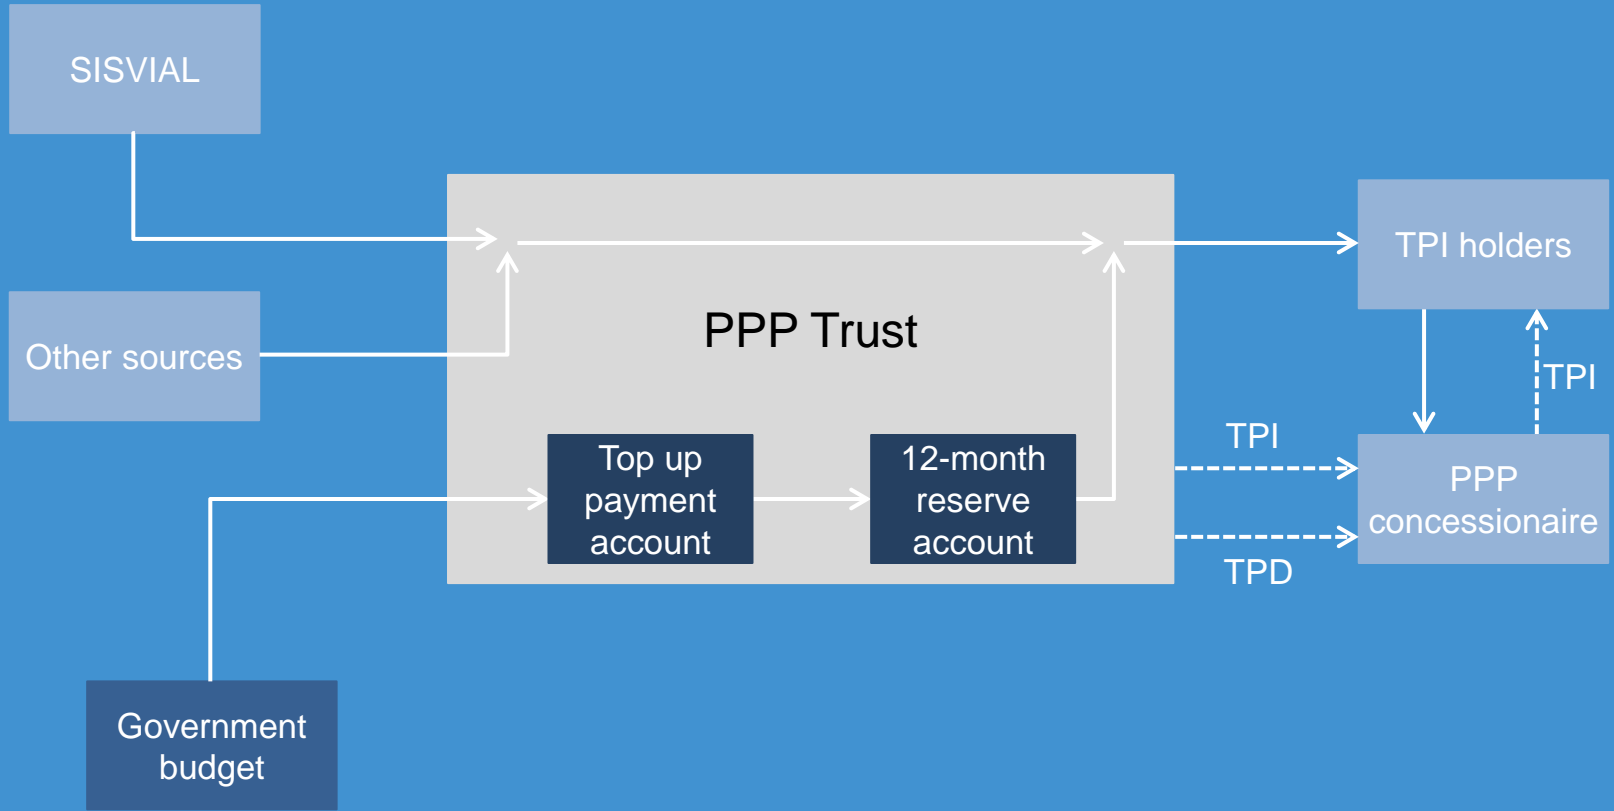 SISVIAL
Other sources
PPP Trust
TPI holders
TPI
Top up
payment
account
12-month
reserve
account
TPI
TPD
PPP
concessionaire
Government
budget